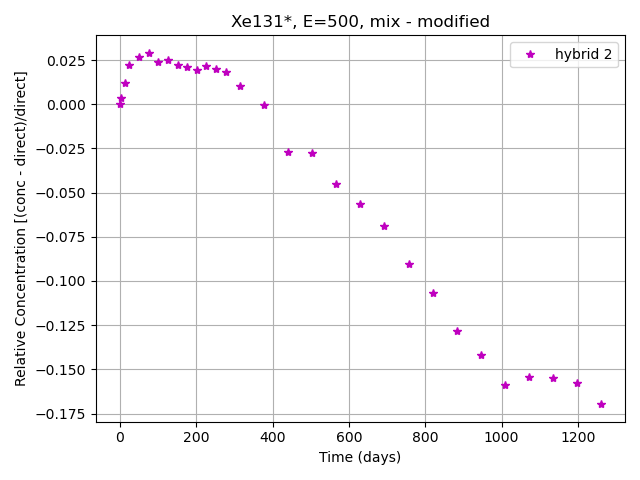 Xe131*, E=500, mix - modified
hybrid 2
Relative Concentration [(conc - direct)/direct]
0.025
0.000
−0.025
−0.050
−0.075
−0.100
−0.125
−0.150
−0.175
0 200 400 600 800 1000 1200
Time (days)